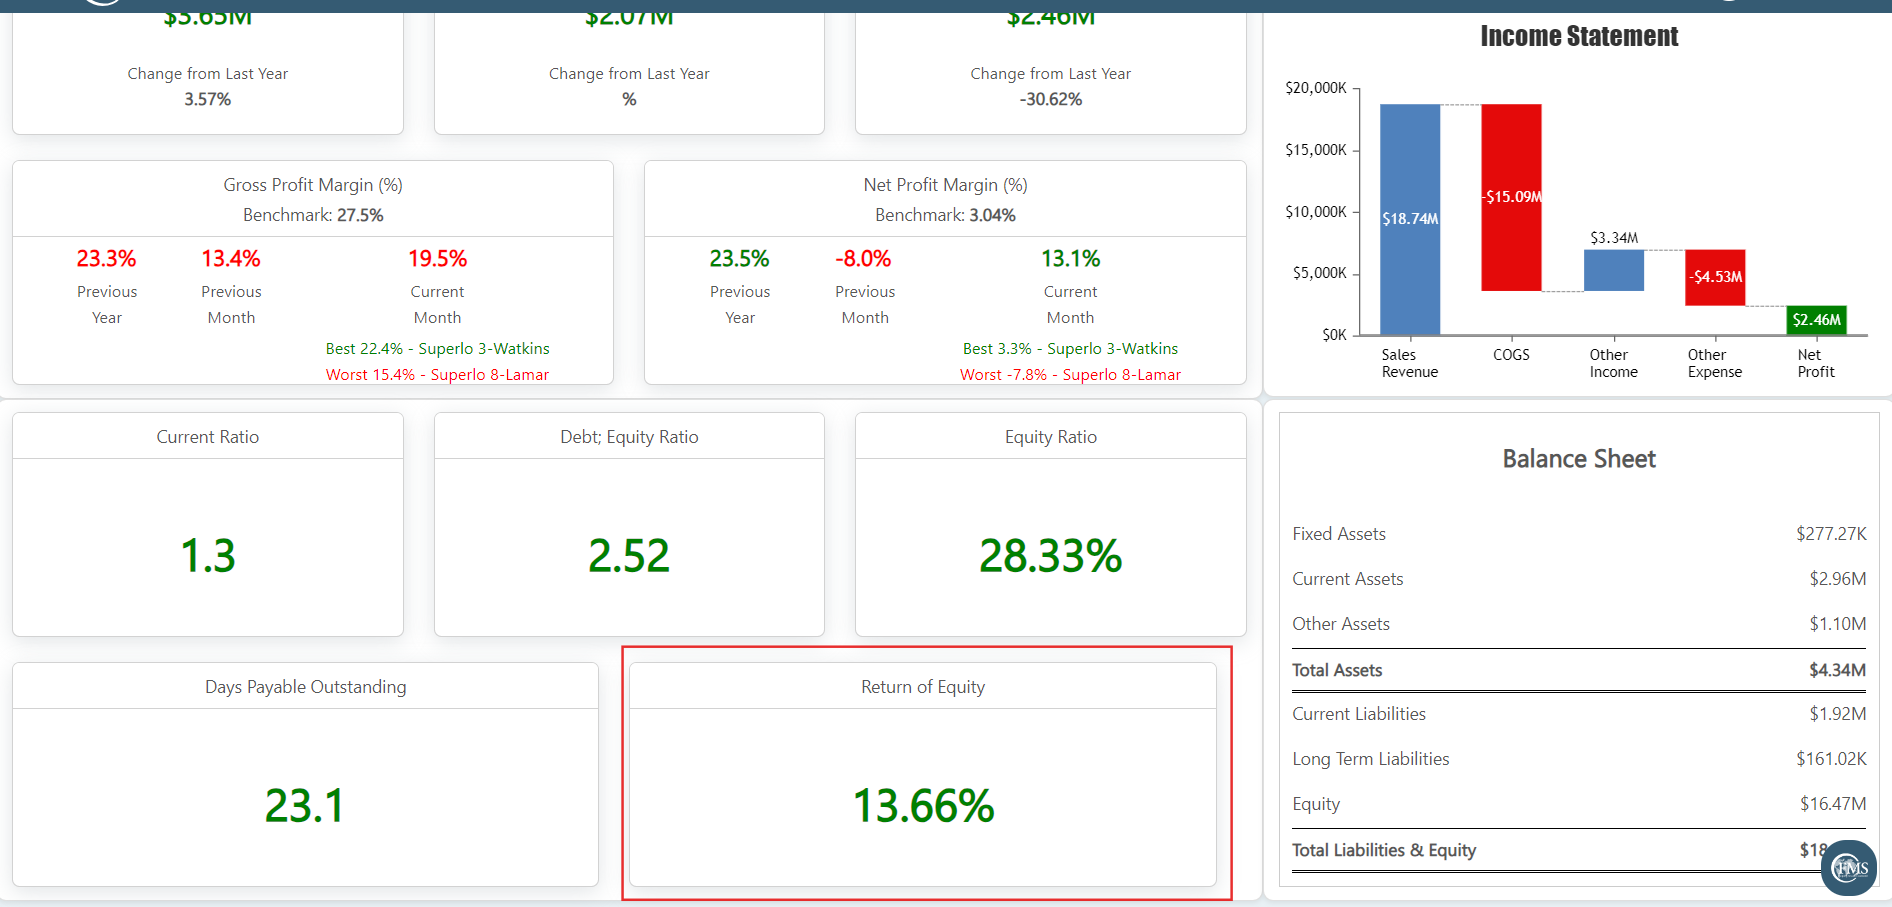 $3.65M
$2.07M
$2.46M
Change from Last Year
3.57%
Change from Last Year
%
Change from Last Year
-30.62%
Gross Profit Margin (%)
Benchmark: 27.5%
23.3%
13.4%
19.5%
Previous
Year
Previous
Month
Current
Month
Best 22.4% - Superlo 3-Watkins
Worst 15.4% - Superlo 8-Lamar
Net Profit Margin (%)
Benchmark: 3.04%
23.5%
-8.0%
13.1%
Previous
Year
Previous
Month
Current
Month
Best 3.3% - Superlo 3-Watkins
Worst -7.8% - Superlo 8-Lamar
Income Statement
$20,000K
$15,000K
$10,000K
$5,000K
$0K
$18.74M
-$15.09M
$3.34M
-$4.53M
$2.46M
Sales
Revenue
COGS
Other
Income
Other
Expense
Net
Profit
Current Ratio
1.3
Debt; Equity Ratio
2.52
Equity Ratio
28.33%
Days Payable Outstanding
23.1
Return of Equity
13.66%
Balance Sheet
Fixed Assets $277.27K
Current Assets $2.96M
Other Assets $1.10M
Total Assets $4.34M
Current Liabilities $1.92M
Long Term Liabilities $161.02K
Equity $16.47M
Total Liabilities & Equity $18